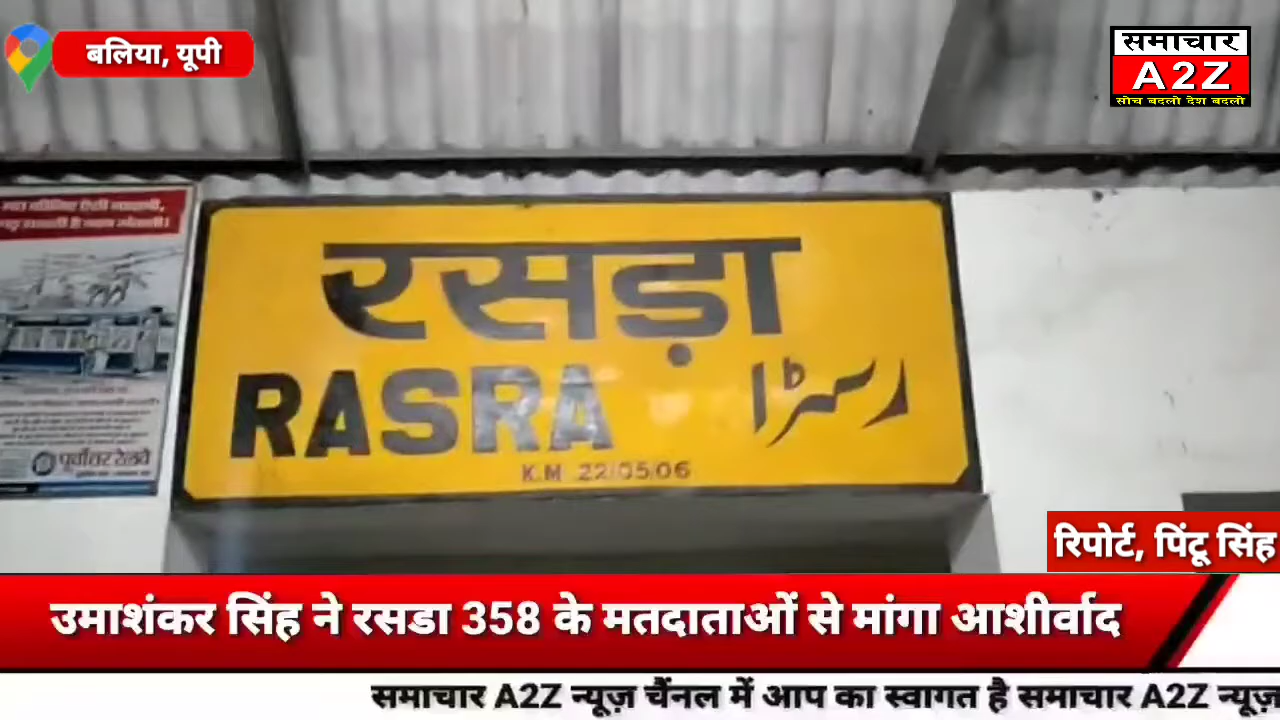 बलिया, यूपी
समाचार
A2Z
सोच बदलो देश बदलो
रसड़ा
RASRA
رسڑا
K.M 22/05/06
पूर्वोत्तर रेलवे
रिपोर्ट, पिंटू सिंह
उमाशंकर सिंह ने रसडा 358 के मतदाताओं से मांगा आशीर्वाद
समाचार A2Z न्यूज़ चैंनल में आप का स्वागत है समाचार A2Z न्यूज़